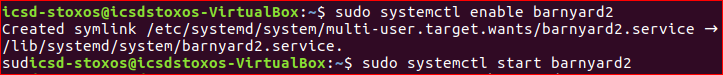 icsd-stoxos@icsdstoxos-VirtualBox:~$ sudo systemctl enable barnyard2
Created symlink /etc/systemd/system/multi-user.target.wants/barnyard2.service →
/lib/systemd/system/barnyard2.service.
sudicsd-stoxos@icsdstoxos-VirtualBox:~$ sudo systemctl start barnyard2